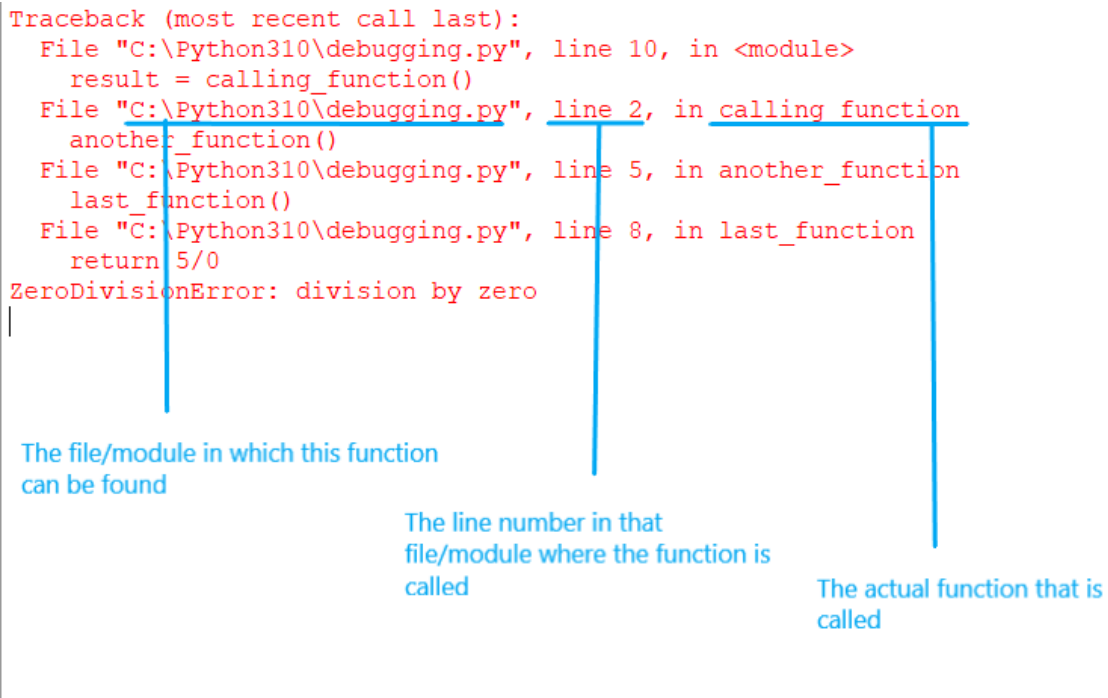 Traceback (most recent call last):
  File "C:\Python310\debugging.py", line 10, in <module>
    result = calling_function()
  File "C:\Python310\debugging.py", line 2, in calling_function
    another_function()
  File "C:\Python310\debugging.py", line 5, in another_function
    last_function()
  File "C:\Python310\debugging.py", line 8, in last_function
    return 5/0
ZeroDivisionError: division by zero
The file/module in which this function
can be found
The line number in that
file/module where the function is
called
The actual function that is
called